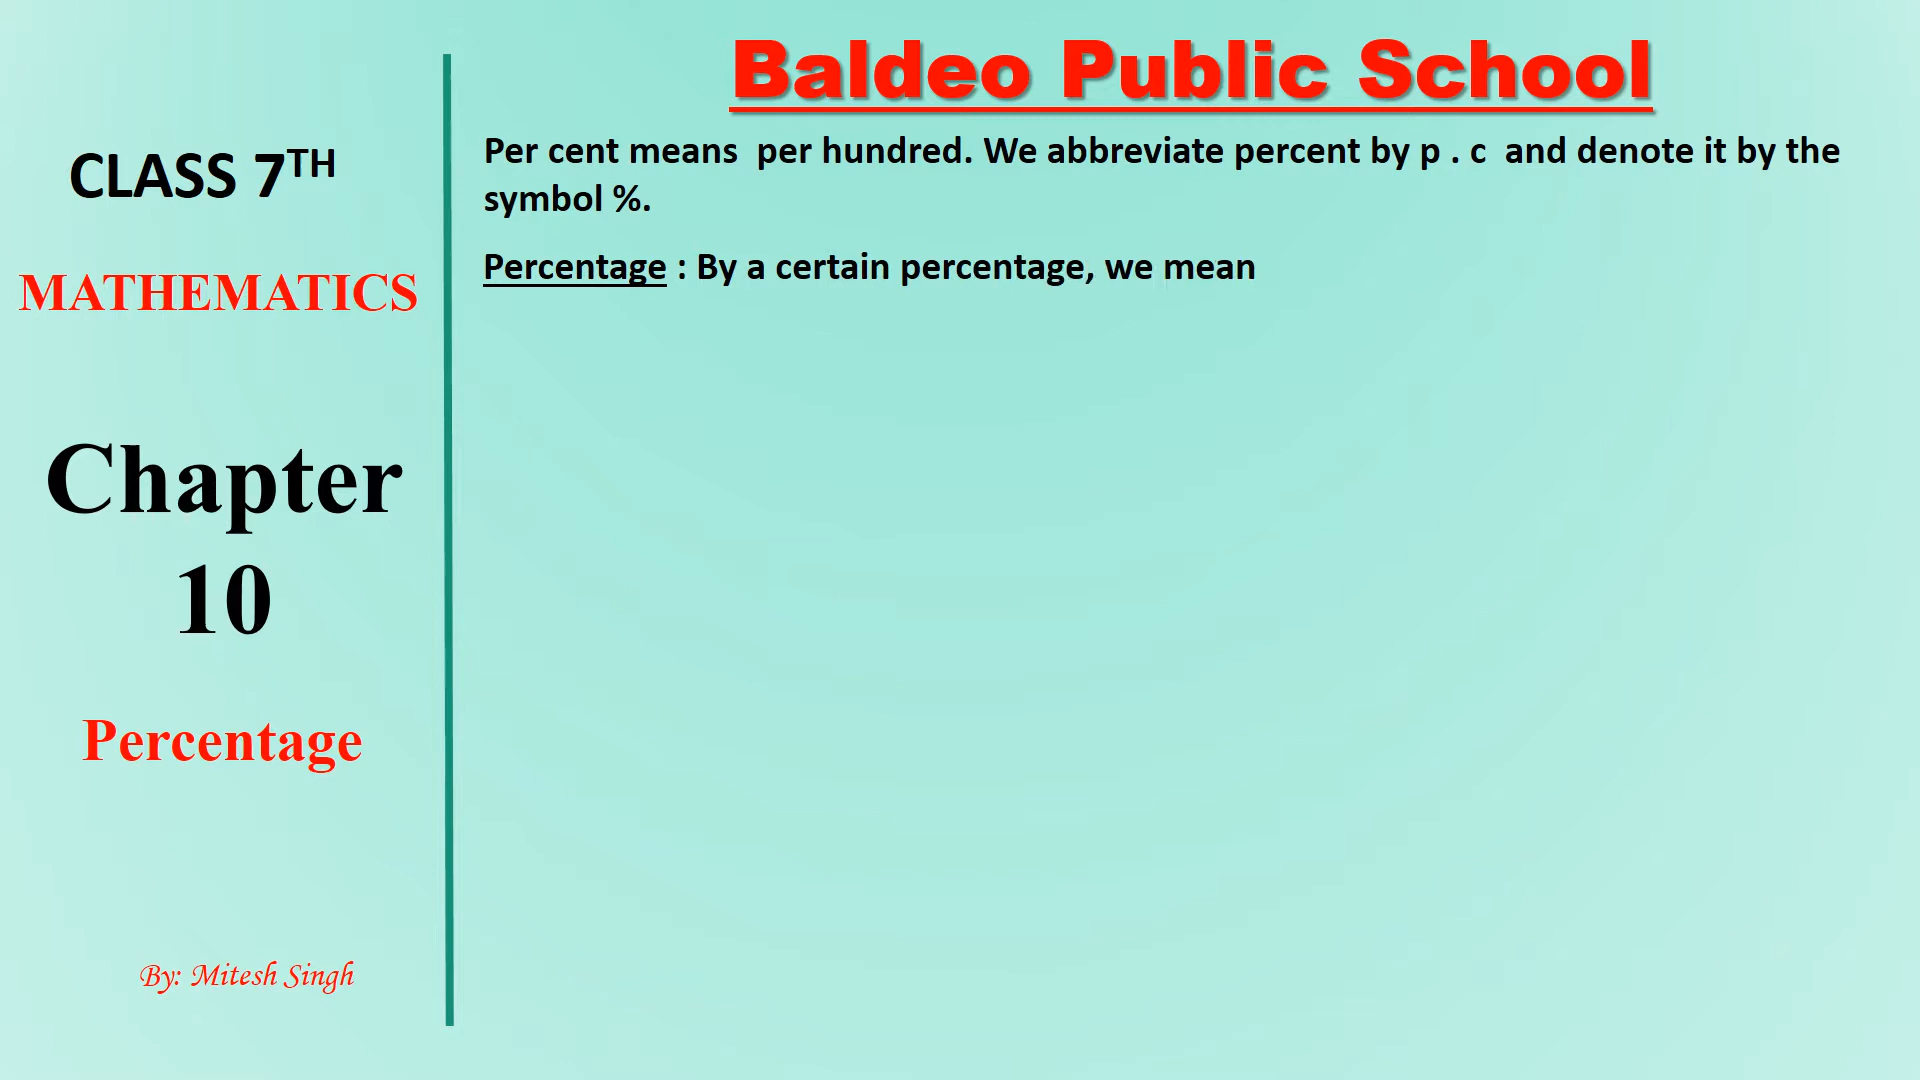 Baldeo Public School
CLASS 7TH
MATHEMATICS
Chapter
10
Percentage
By: Mitesh Singh
Per cent means  per hundred. We abbreviate percent by p . c  and denote it by the
symbol %.
Percentage : By a certain percentage, we mean